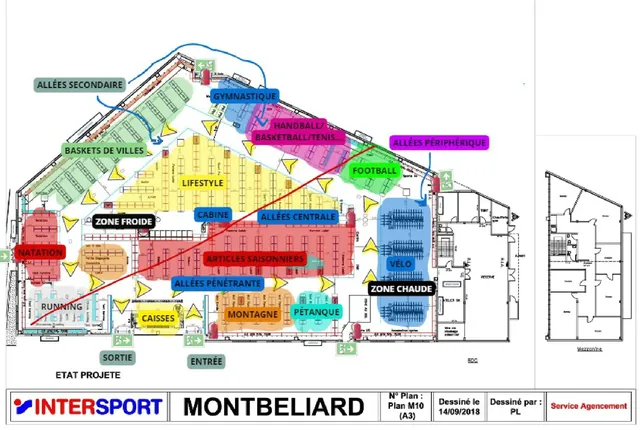 ALLÉES SECONDAIRE
GYMNASTIQUE
HANDBALL/
BASKETBALL/TENIS...
ALLÉES PÉRIPHÉRIQUE
BASKETS DE VILLES
FOOTBALL
LIFESTYLE
ZONE FROIDE
CABINE
ALLÉES CENTRALE
NATATION
ARTICLES SAISONNIERS
VÉLO
ALLÉES PÉNÉTRANTE
ZONE CHAUDE
RUNNING
CAISSES
MONTAGNE
PÉTANQUE
SORTIE
ENTRÉE
RDC
Mezzanine
ETAT PROJETE
INTERSPORT
MONTBELIARD
N° Plan :
Plan M10
(A3)
Dessiné le
14/09/2018
Dessiné par :
PL
Service Agencement